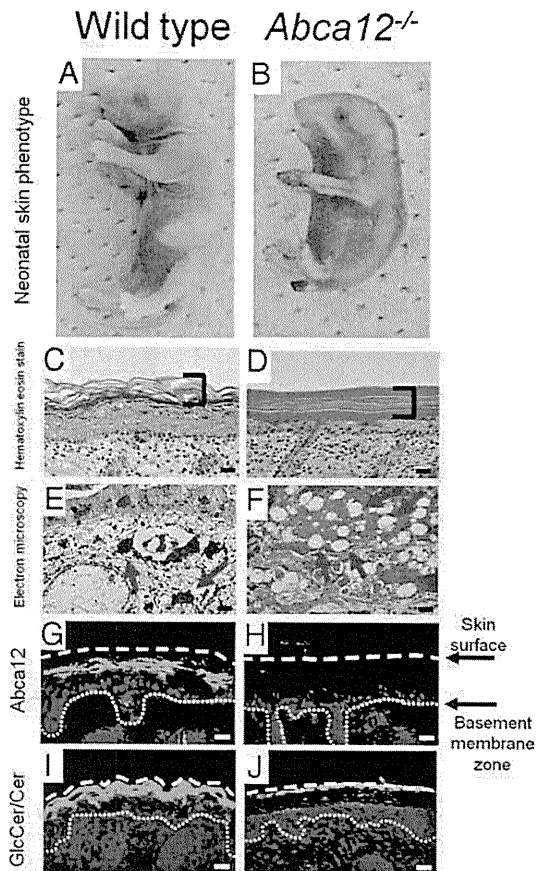 Wild type
Abca12-/-
A
B
Neonatal skin phenotype
C
D
Hematoxylin eosin stain
E
F
Electron microscopy
G
H
Skin surface
Abca12
Basement membrane zone
I
J
GlcCer/Cer